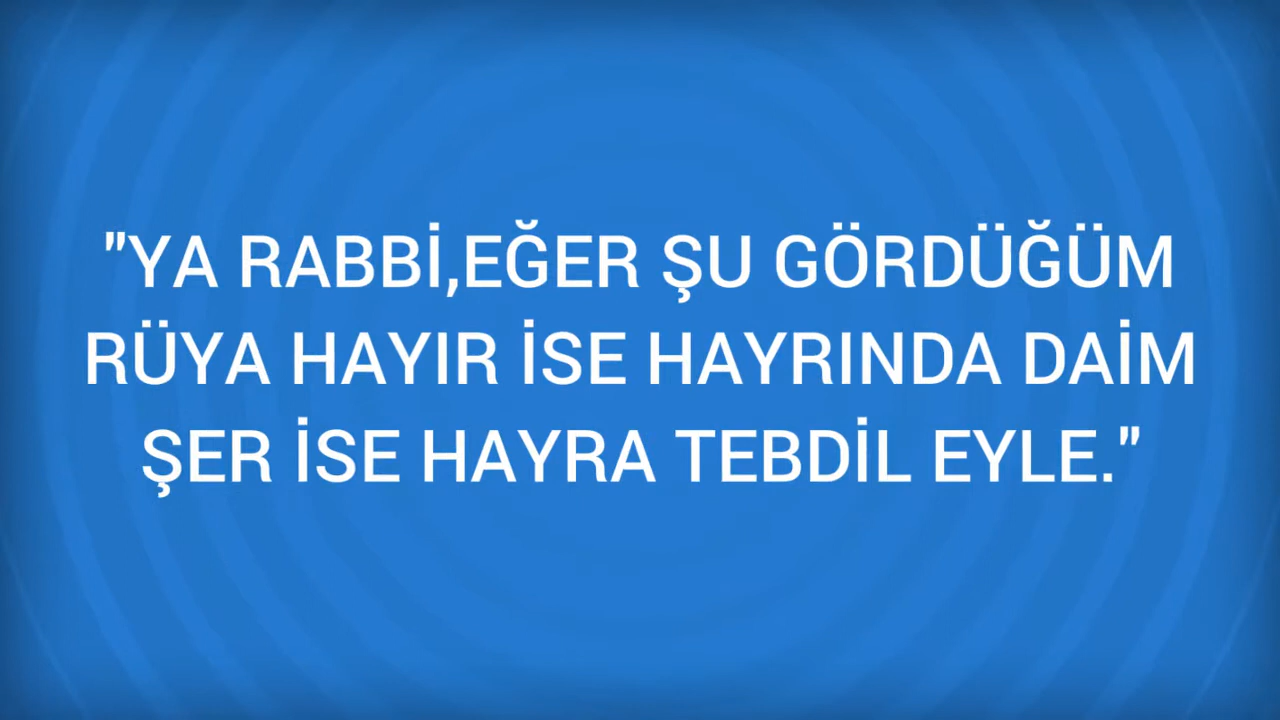 "YA RABBİ,EĞER ŞU GÖRDÜĞÜM
RÜYA HAYIR İSE HAYRINDA DAİM
ŞER İSE HAYRA TEBDİL EYLE."